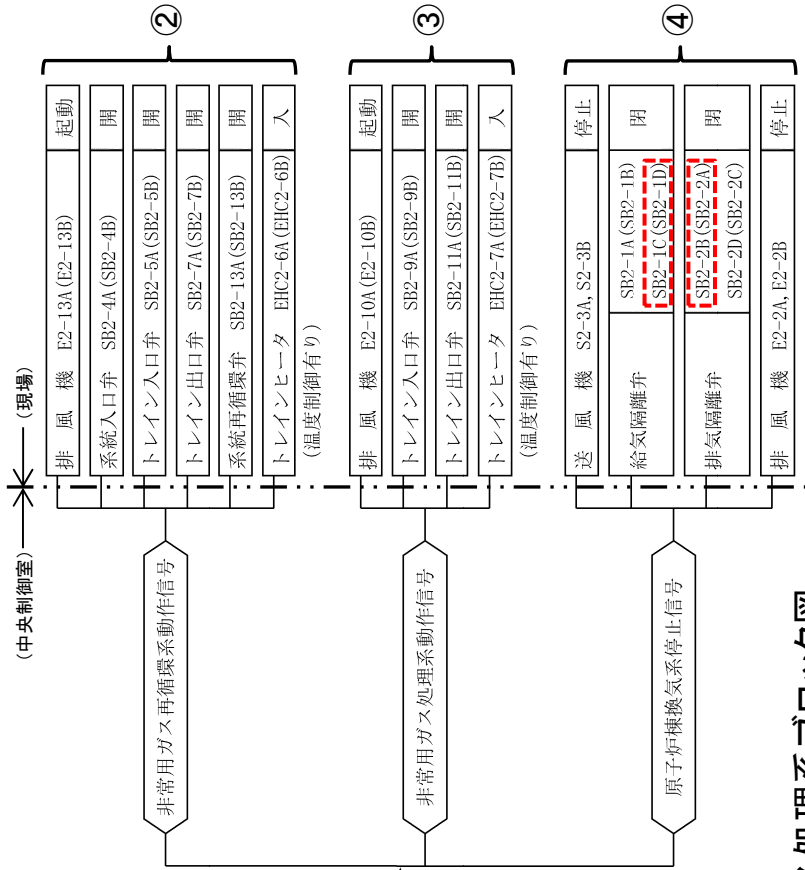 (中央制御室) (現場)
非常用ガス再循環系動作信号
排 風 機 E2-13A(E2-13B) 起動
系統入口弁 SB2-4A(SB2-4B) 開
トレイン入口弁 SB2-5A(SB2-5B) 開
トレイン出口弁 SB2-7A(SB2-7B) 開
系統再循環弁 SB2-13A(SB2-13B) 開
トレインヒータ EHC2-6A(EHC2-6B) 入
(温度制御有り)
②
非常用ガス処理系動作信号
排 風 機 E2-10A(E2-10B) 起動
トレイン入口弁 SB2-9A(SB2-9B) 開
トレイン出口弁 SB2-11A(SB2-11B) 開
トレインヒータ EHC2-7A(EHC2-7B) 入
(温度制御有り)
③
原子炉棟換気系停止信号
送 風 機 S2-3A, S2-3B 停止
給気隔離弁 SB2-1A(SB2-1B) 閉
SB2-1C(SB2-1D)
排気隔離弁 SB2-2B(SB2-2A) 閉
SB2-2D(SB2-2C)
排 風 機 E2-2A, E2-2B 停止
④
処理系ブロック図